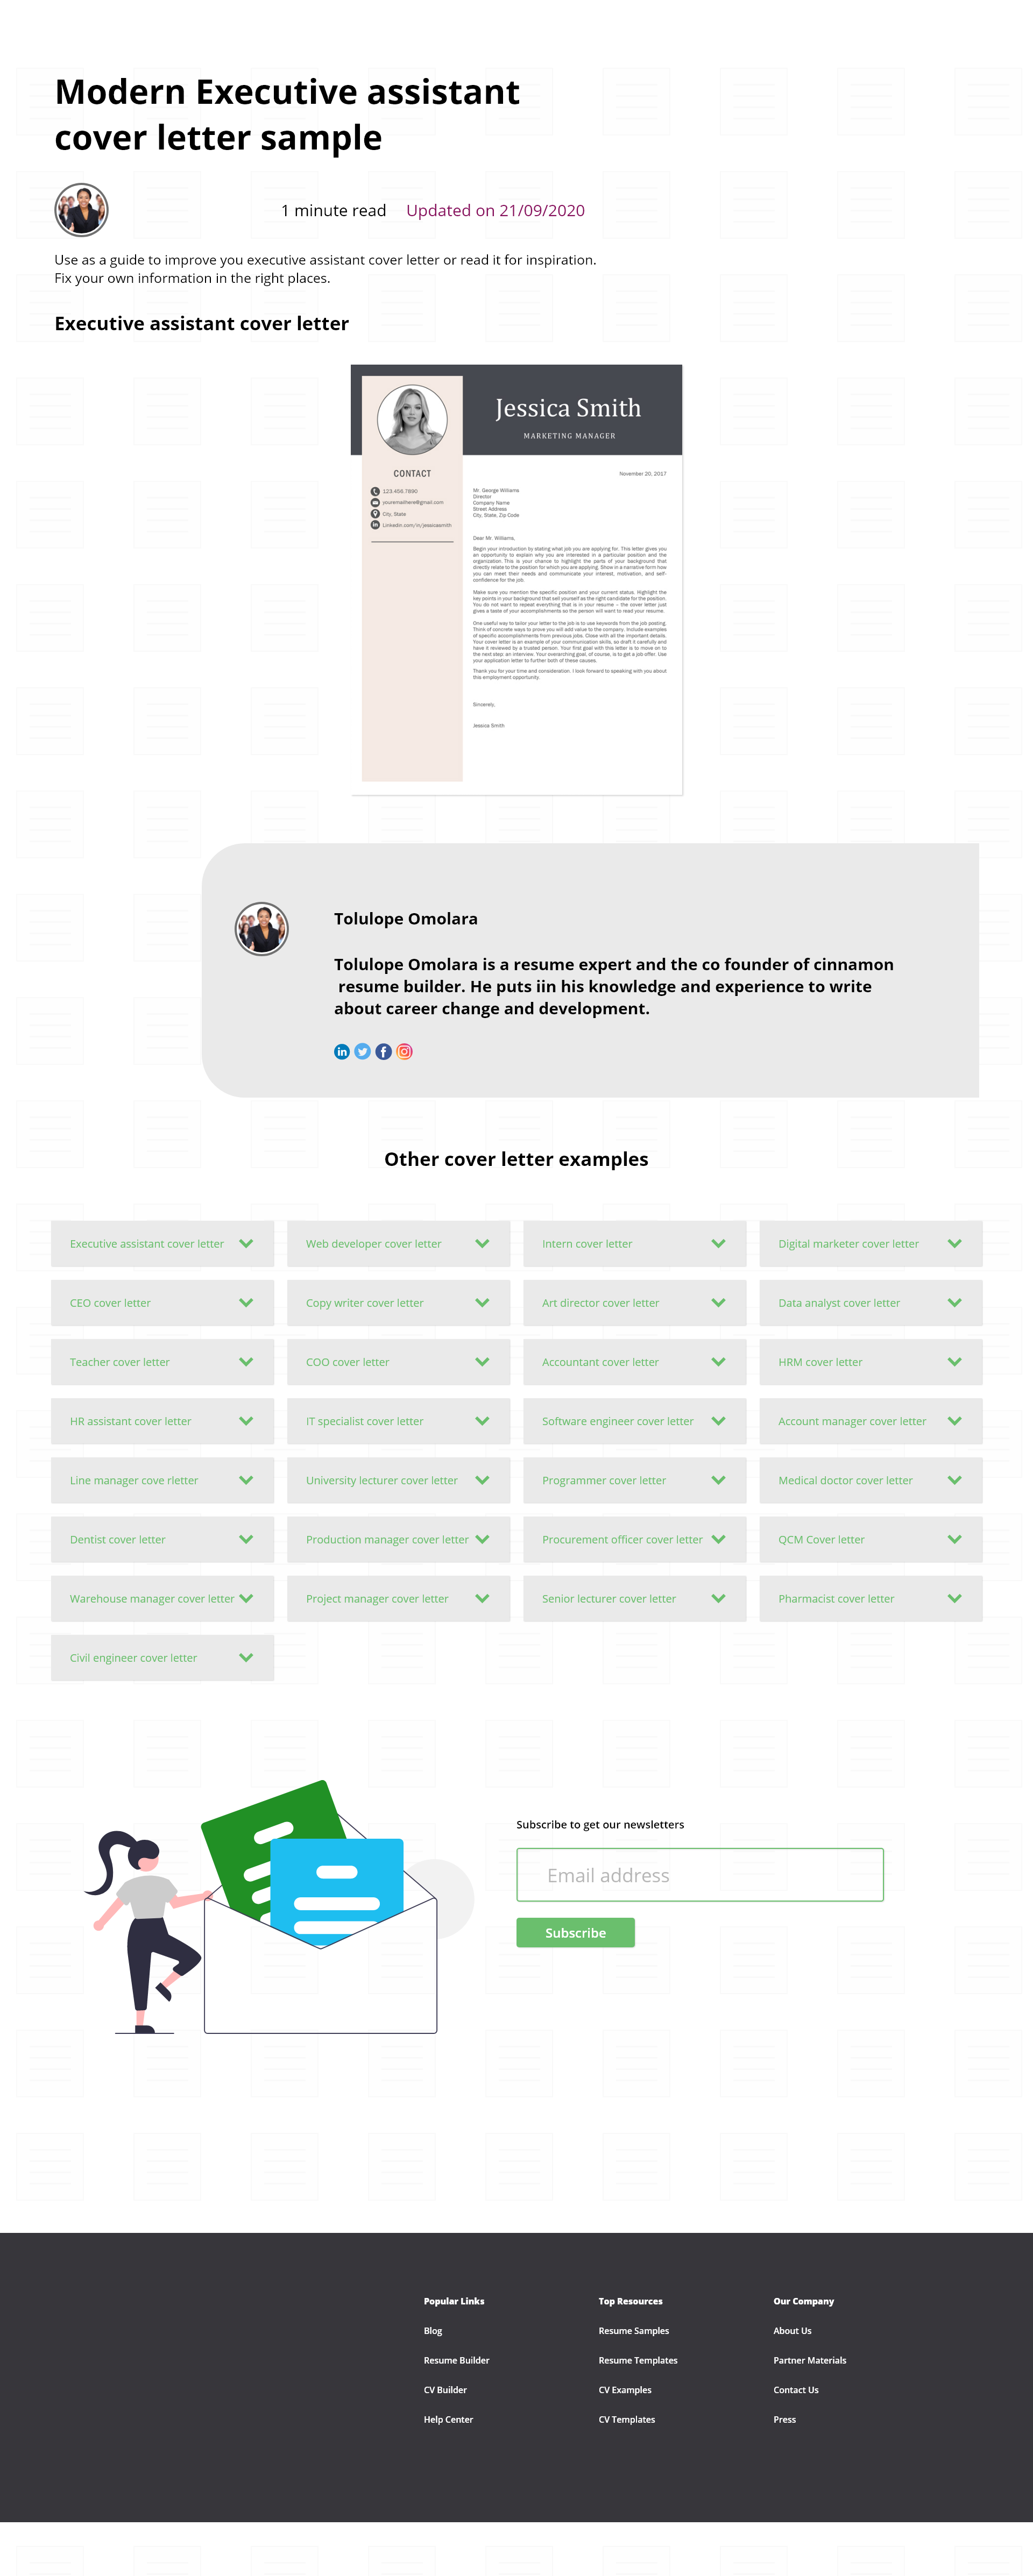 Modern Executive assistant
cover letter sample
1 minute read Updated on 21/09/2020
Use as a guide to improve you executive assistant cover letter or read it for inspiration.
Fix your own information in the right places.
Executive assistant cover letter
Jessica Smith
MARKETING MANAGER
CONTACT
123.456.7890
youremailhere@gmail.com
City, State
Linkedin.com/in/jessicasmith
November 20, 2017
Mr. George Williams
Director
Company Name
Street Address
City, State, Zip Code
Dear Mr. Williams,
Begin your introduction by stating what job you are applying for. This letter gives you
an opportunity to explain why you are interested in a particular position and the
organization. This is your chance to highlight the parts of your background that
directly relate to the position for which you are applying. Show in a narrative form how
you can meet their needs and communicate your interest, motivation, and self-
confidence for the job.
Make sure you mention the specific position and your current status. Highlight the
key points in your background that sell yourself as the right candidate for the position.
You do not want to repeat everything that is in your resume – the cover letter just
gives a taste of your accomplishments so the person will want to read your resume.
One useful way to tailor your letter to the job is to use keywords from the job posting.
Think of concrete ways to prove you will add value to the company. Include examples
of specific accomplishments from previous jobs. Close with all the important details.
Your cover letter is an example of your communication skills, so draft it carefully and
have it reviewed by a trusted person. Your first goal with this letter is to move on to
the next step: an interview. Your overarching goal, of course, is to get a job offer. Use
your application letter to further both of these causes.
Thank you for your time and consideration. I look forward to speaking with you about
this employment opportunity.
Sincerely,
Jessica Smith
Tolulope Omolara
Tolulope Omolara is a resume expert and the co founder of cinnamon
resume builder. He puts iin his knowledge and experience to write
about career change and development.
Other cover letter examples
Executive assistant cover letter
Web developer cover letter
Intern cover letter
Digital marketer cover letter
CEO cover letter
Copy writer cover letter
Art director cover letter
Data analyst cover letter
Teacher cover letter
COO cover letter
Accountant cover letter
HRM cover letter
HR assistant cover letter
IT specialist cover letter
Software engineer cover letter
Account manager cover letter
Line manager cove rletter
University lecturer cover letter
Programmer cover letter
Medical doctor cover letter
Dentist cover letter
Production manager cover letter
Procurement officer cover letter
QCM Cover letter
Warehouse manager cover letter
Project manager cover letter
Senior lecturer cover letter
Pharmacist cover letter
Civil engineer cover letter
Subscribe to get our newsletters
Email address
Subscribe
Popular Links
Blog
Resume Builder
CV Builder
Help Center
Top Resources
Resume Samples
Resume Templates
CV Examples
CV Templates
Our Company
About Us
Partner Materials
Contact Us
Press